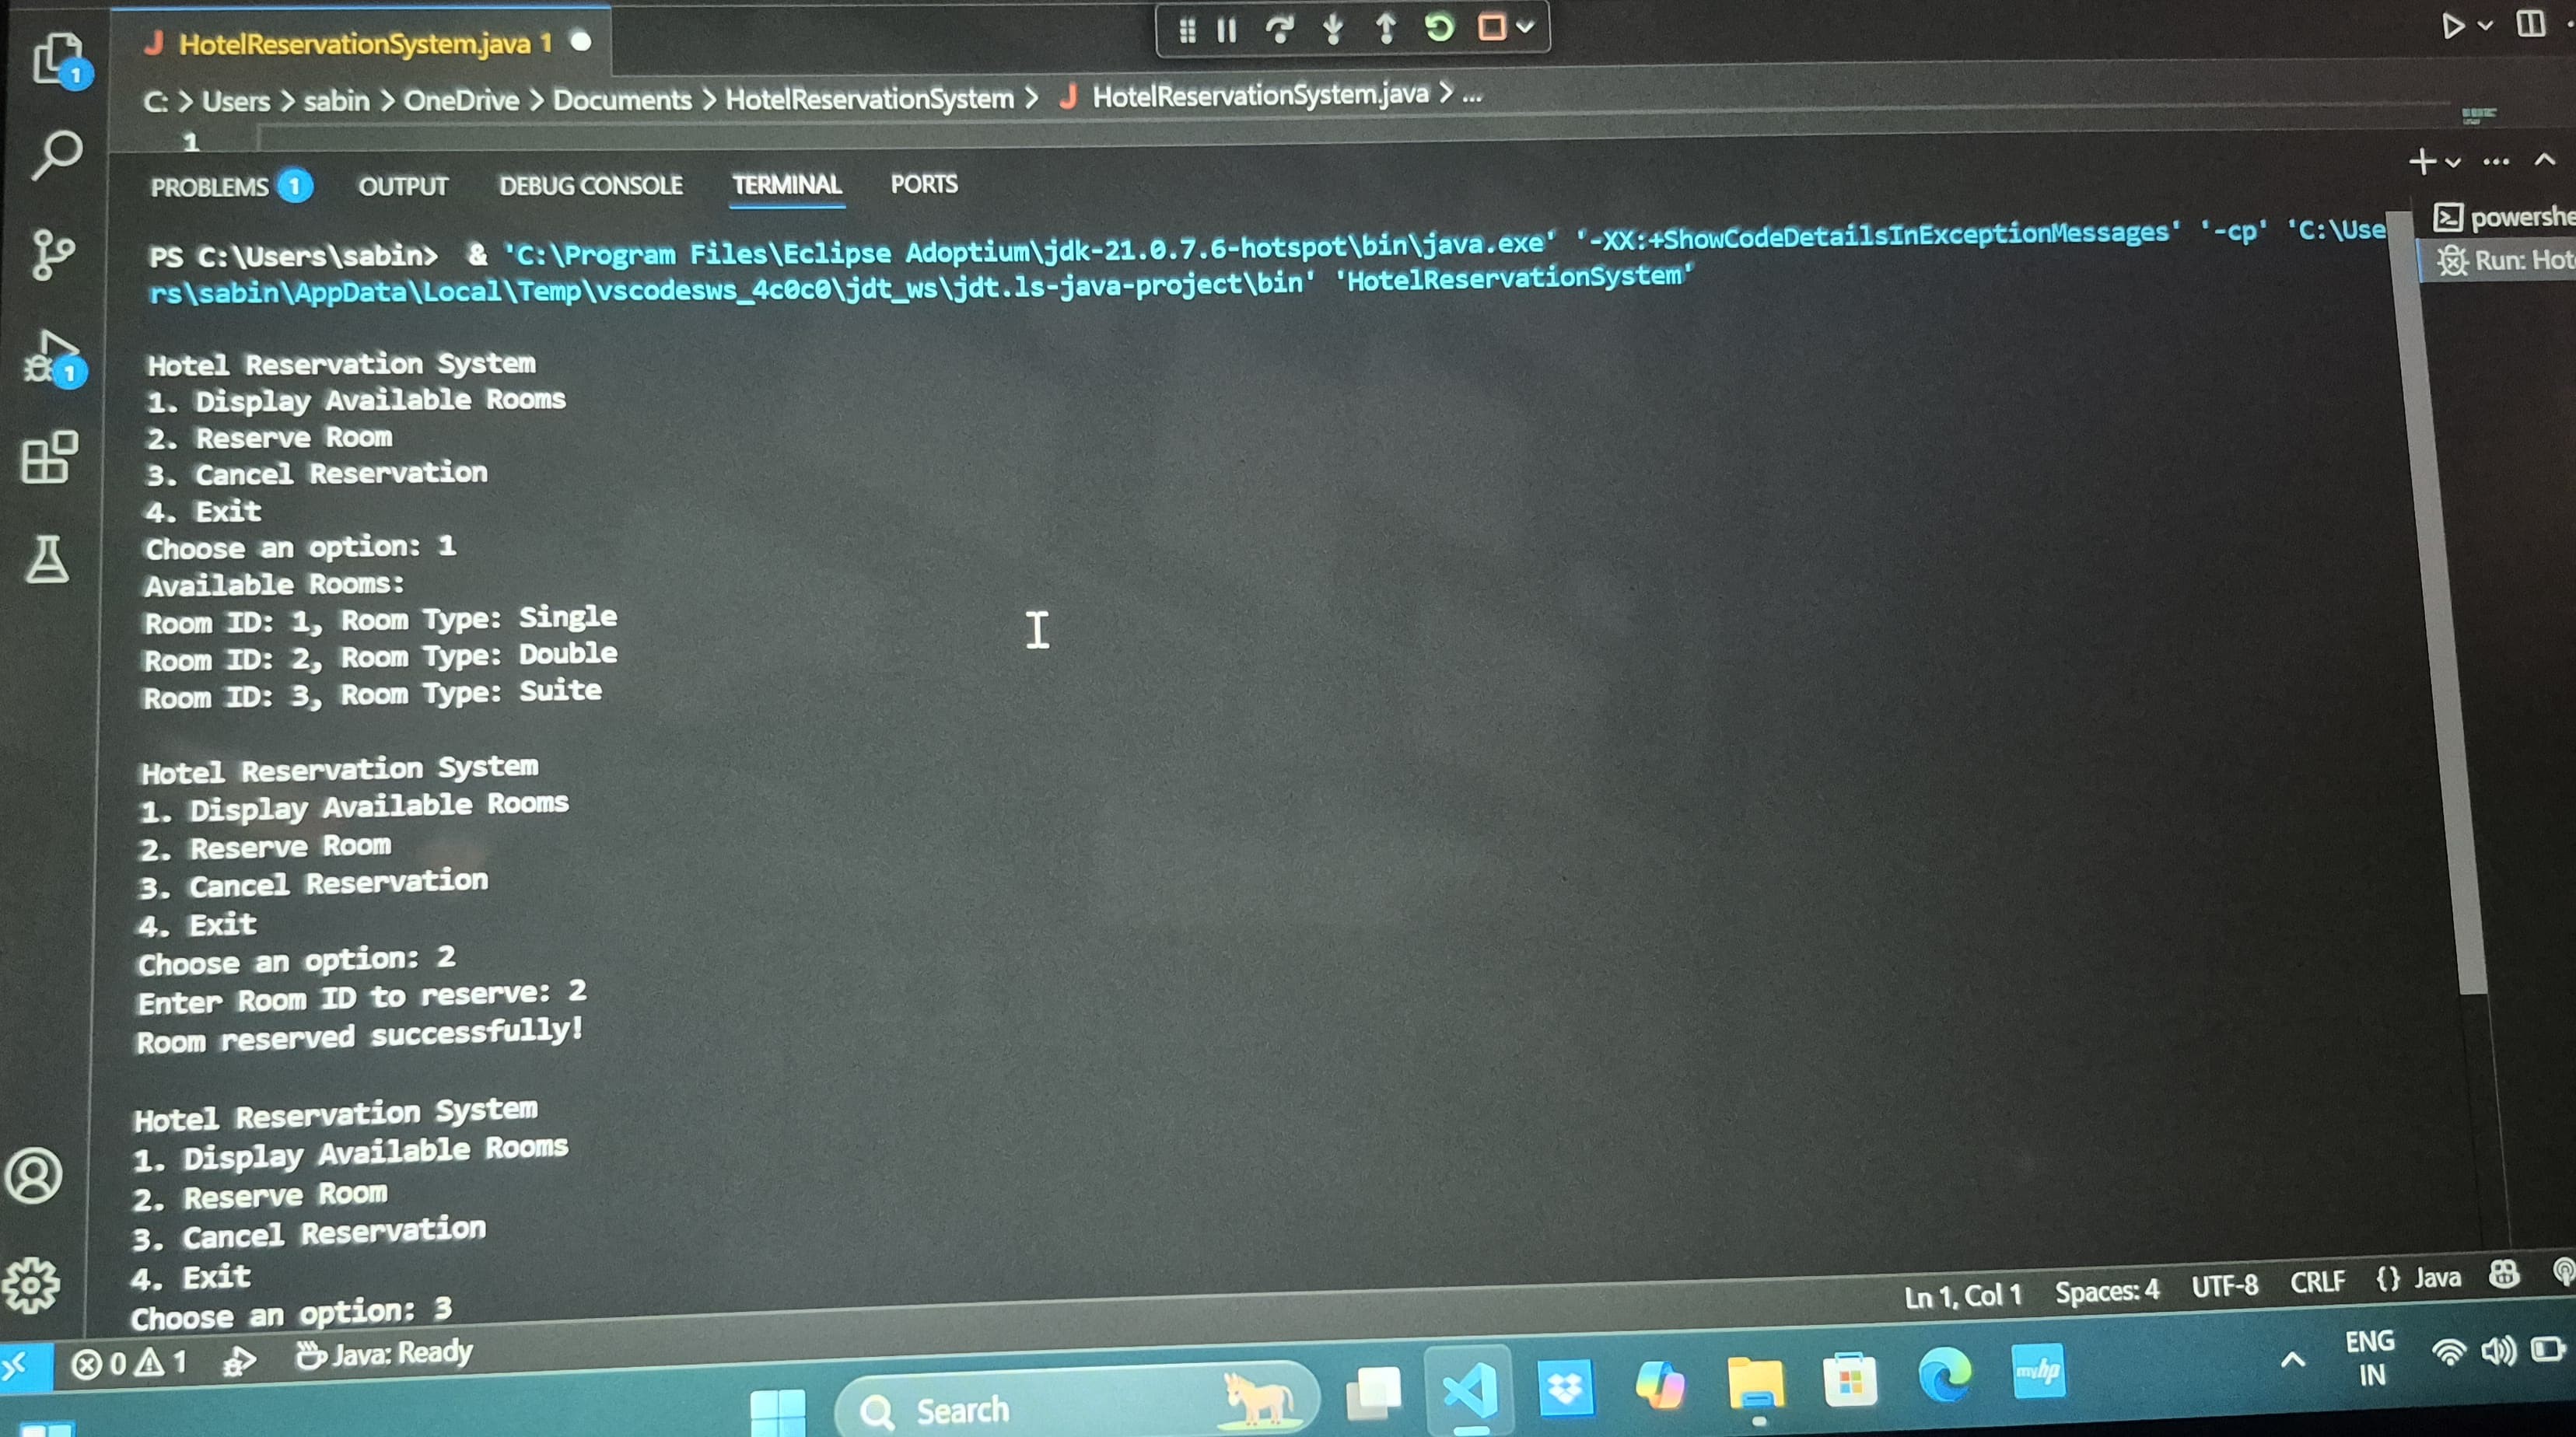 HotelReservationSystem.java 1
C: > Users > sabin > OneDrive > Documents > HotelReservationSystem > J HotelReservationSystem.java > ...
1
PROBLEMS 1 OUTPUT DEBUG CONSOLE TERMINAL PORTS
PS C:\Users\sabin>  & 'C:\Program Files\Eclipse Adoptium\jdk-21.0.7.6-hotspot\bin\java.exe' '-XX:+ShowCodeDetailsInExceptionMessages' '-cp' 'C:\Use
rs\sabin\AppData\Local\Temp\vscodesws_4c0c0\jdt_ws\jdt.ls-java-project\bin' 'HotelReservationSystem'
powershe
Run: Hot
Hotel Reservation System
1. Display Available Rooms
2. Reserve Room
3. Cancel Reservation
4. Exit
Choose an option: 1
Available Rooms:
Room ID: 1, Room Type: Single
Room ID: 2, Room Type: Double
Room ID: 3, Room Type: Suite
Hotel Reservation System
1. Display Available Rooms
2. Reserve Room
3. Cancel Reservation
4. Exit
Choose an option: 2
Enter Room ID to reserve: 2
Room reserved successfully!
Hotel Reservation System
1. Display Available Rooms
2. Reserve Room
3. Cancel Reservation
4. Exit
Choose an option: 3
Ln 1, Col 1 Spaces: 4 UTF-8 CRLF {} Java
0 1 Java: Ready
Search
myhp
ENG
IN